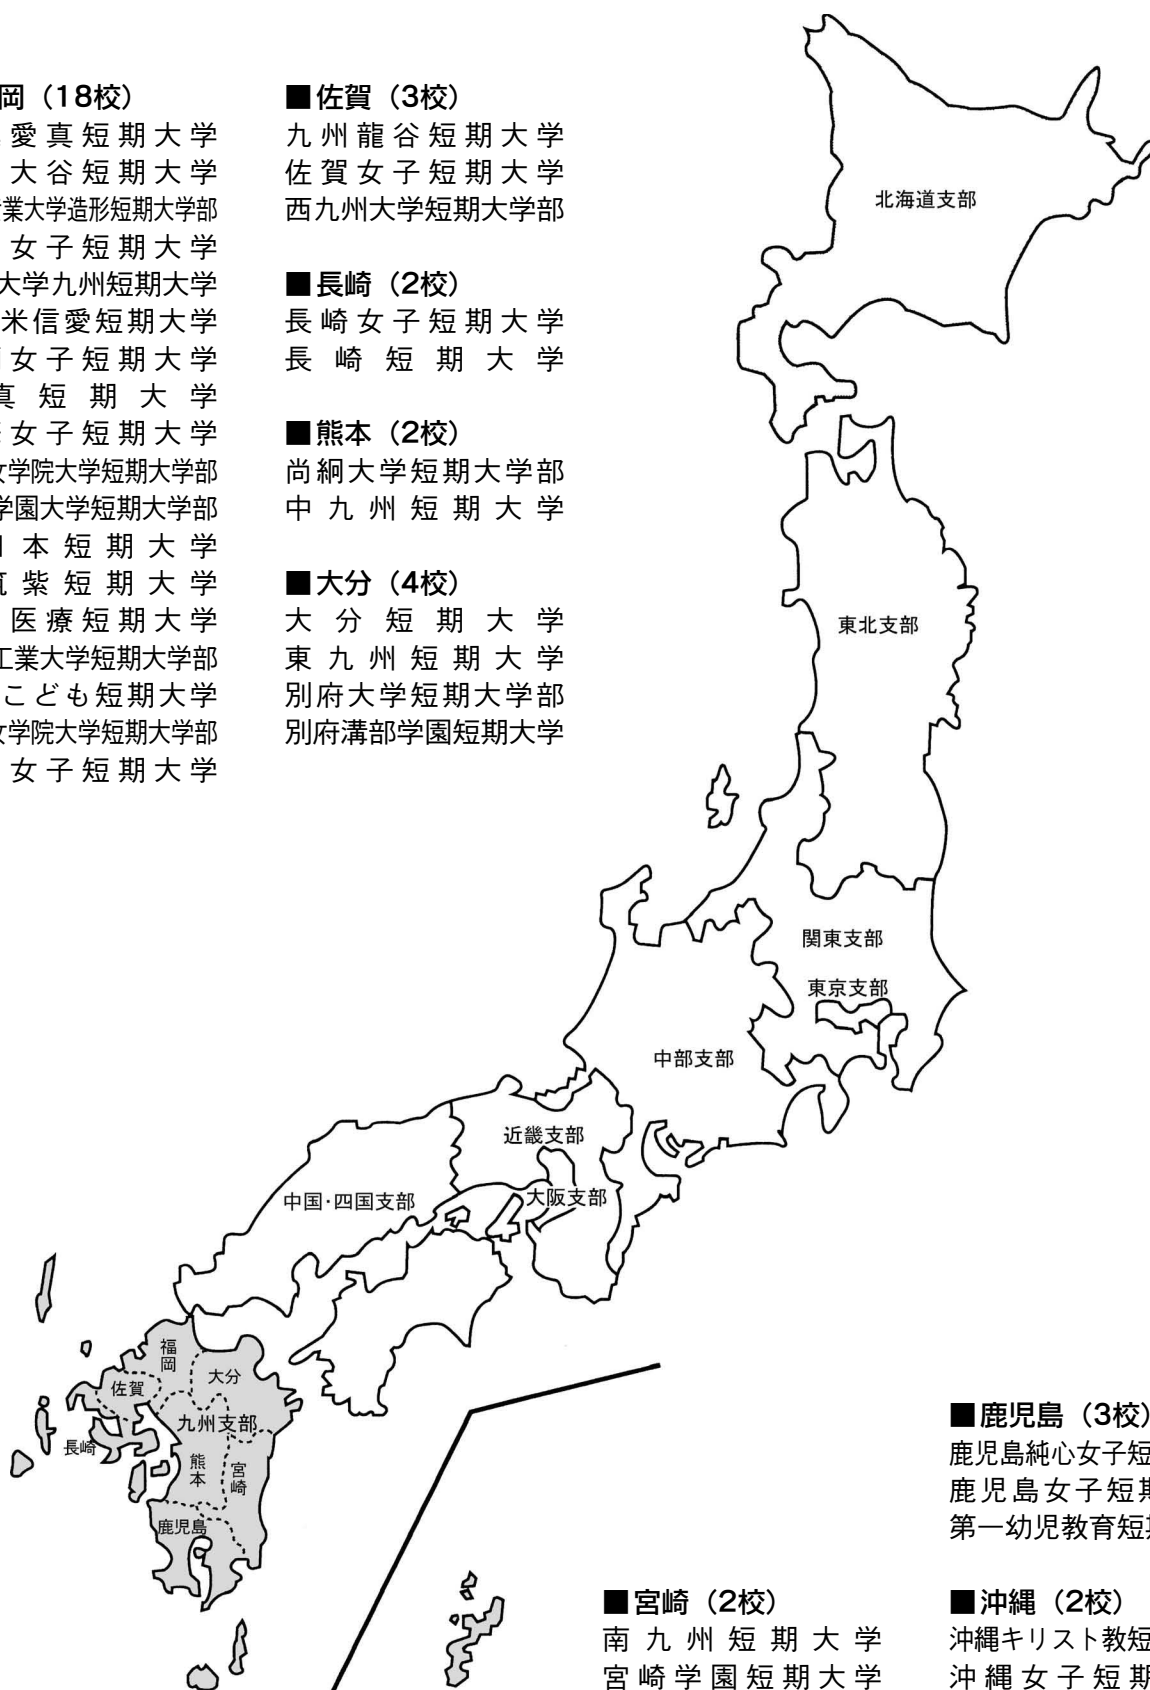 岡（18校）
愛真短期大学
大谷短期大学
業大学造形短期大学部
女子短期大学
大学九州短期大学
米信愛短期大学
女子短期大学
真短期大学
女子短期大学
学院大学短期大学部
学園大学短期大学部
本短期大学
紫短期大学
医療短期大学
工業大学短期大学部
こども短期大学
学院大学短期大学部
女子短期大学
■佐賀（3校）
九州龍谷短期大学
佐賀女子短期大学
西九州大学短期大学部
■長崎（2校）
長崎女子短期大学
長崎短期大学
■熊本（2校）
尚絅大学短期大学部
中九州短期大学
■大分（4校）
大分短期大学
東九州短期大学
別府大学短期大学部
別府溝部学園短期大学
北海道支部
東北支部
関東支部
東京支部
中部支部
近畿支部
大阪支部
中国・四国支部
福岡
大分
佐賀
九州支部
長崎
熊本
宮崎
鹿児島
■宮崎（2校）
南九州短期大学
宮崎学園短期大学
■鹿児島（3校）
鹿児島純心女子短
鹿児島女子短期
第一幼児教育短期
■沖縄（2校）
沖縄キリスト教短
沖縄女子短期